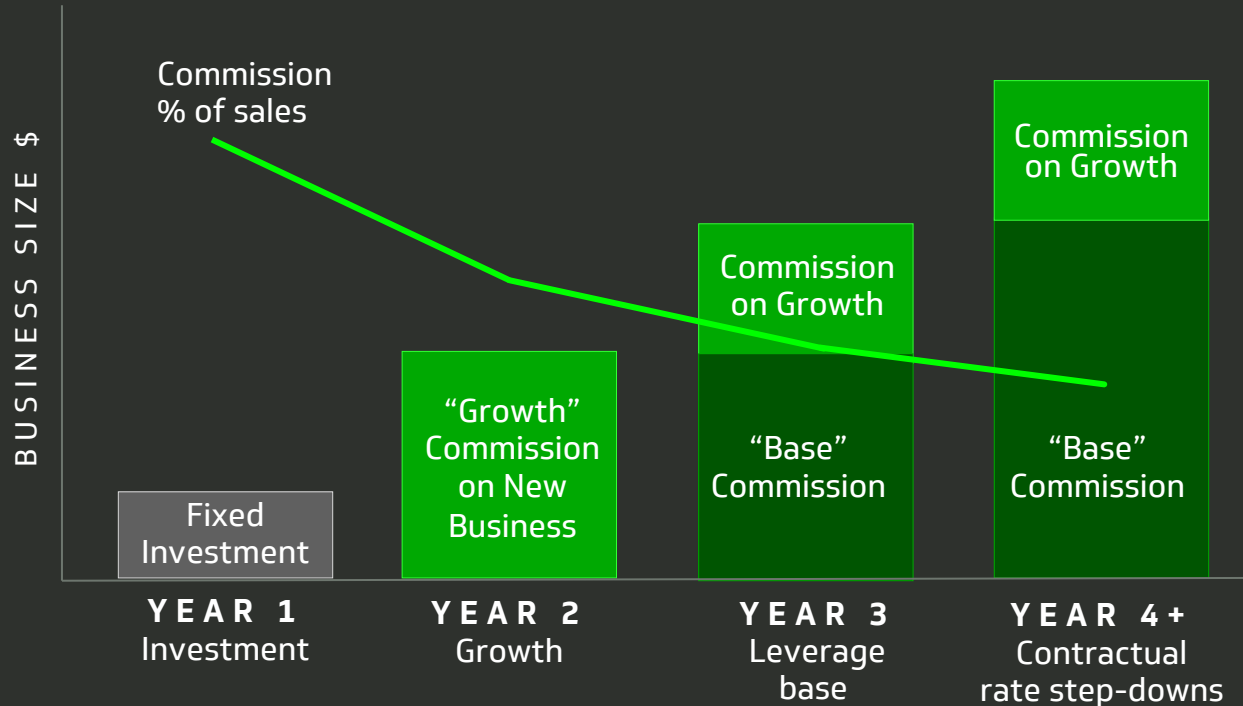 BUSINESS SIZE $
Commission
% of sales
Fixed
Investment
“Growth”
Commission
on New
Business
Commission
on Growth
“Base”
Commission
Commission
on Growth
“Base”
Commission
YEAR 1
Investment
YEAR 2
Growth
YEAR 3
Leverage
base
YEAR 4+
Contractual
rate step-downs